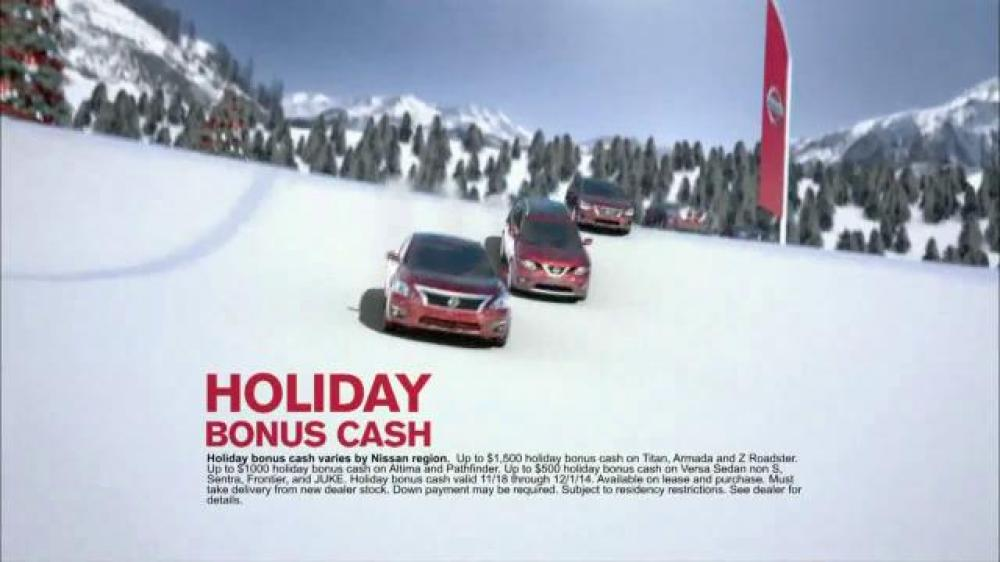 HOLIDAY
BONUS CASH
Holiday bonus cash varies by Nissan region. Up to $1,500 holiday bonus cash on Titan, Armada and Z Roadster.
Up to $1000 holiday bonus cash on Altima and Pathfinder. Up to $500 holiday bonus cash on Versa Sedan non S,
Sentra, Frontier, and JUKE. Holiday bonus cash valid 11/18 through 12/1/14. Available on lease and purchase. Must
take delivery from new dealer stock. Down payment may be required. Subject to residency restrictions. See dealer for
details.